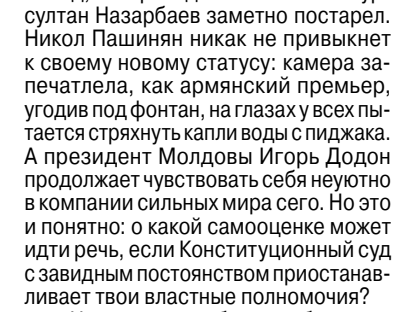 султан Назарбаев заметно постарел.
Никол Пашинян никак не привыкнет
к своему новому статусу: камера за-
печатлела, как армянский премьер,
угодив под фонтан, на глазах у всех пы-
тается стряхнуть капли воды с пиджака.
А президент Молдовы Игорь Додон
продолжает чувствовать себя неуютно
в компании сильных мира сего. Но это
и понятно: о какой самооценке может
идти речь, если Конституционный суд
с завидным постоянством приостанав-
ливает твои властные полномочия?